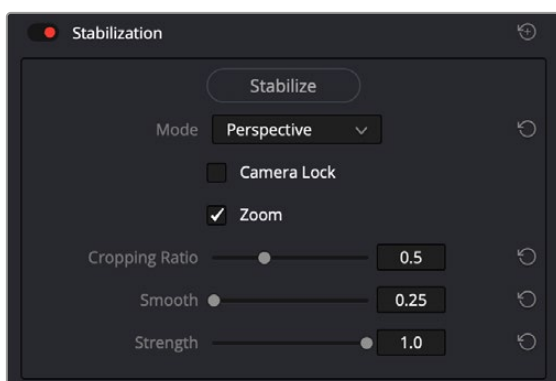 Stabilization
Stabilize
Mode Perspective
Camera Lock
Zoom
Cropping Ratio 0.5
Smooth 0.25
Strength 1.0